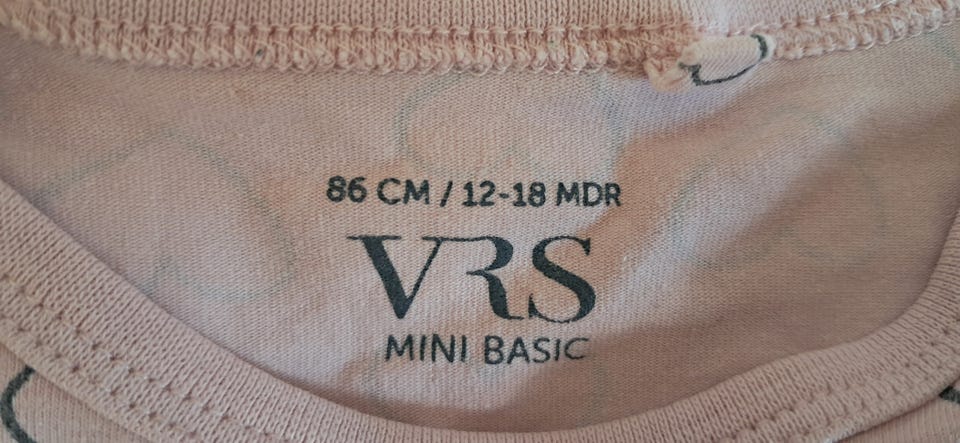 86 CM / 12-18 MDR
VRS
MINI BASIC